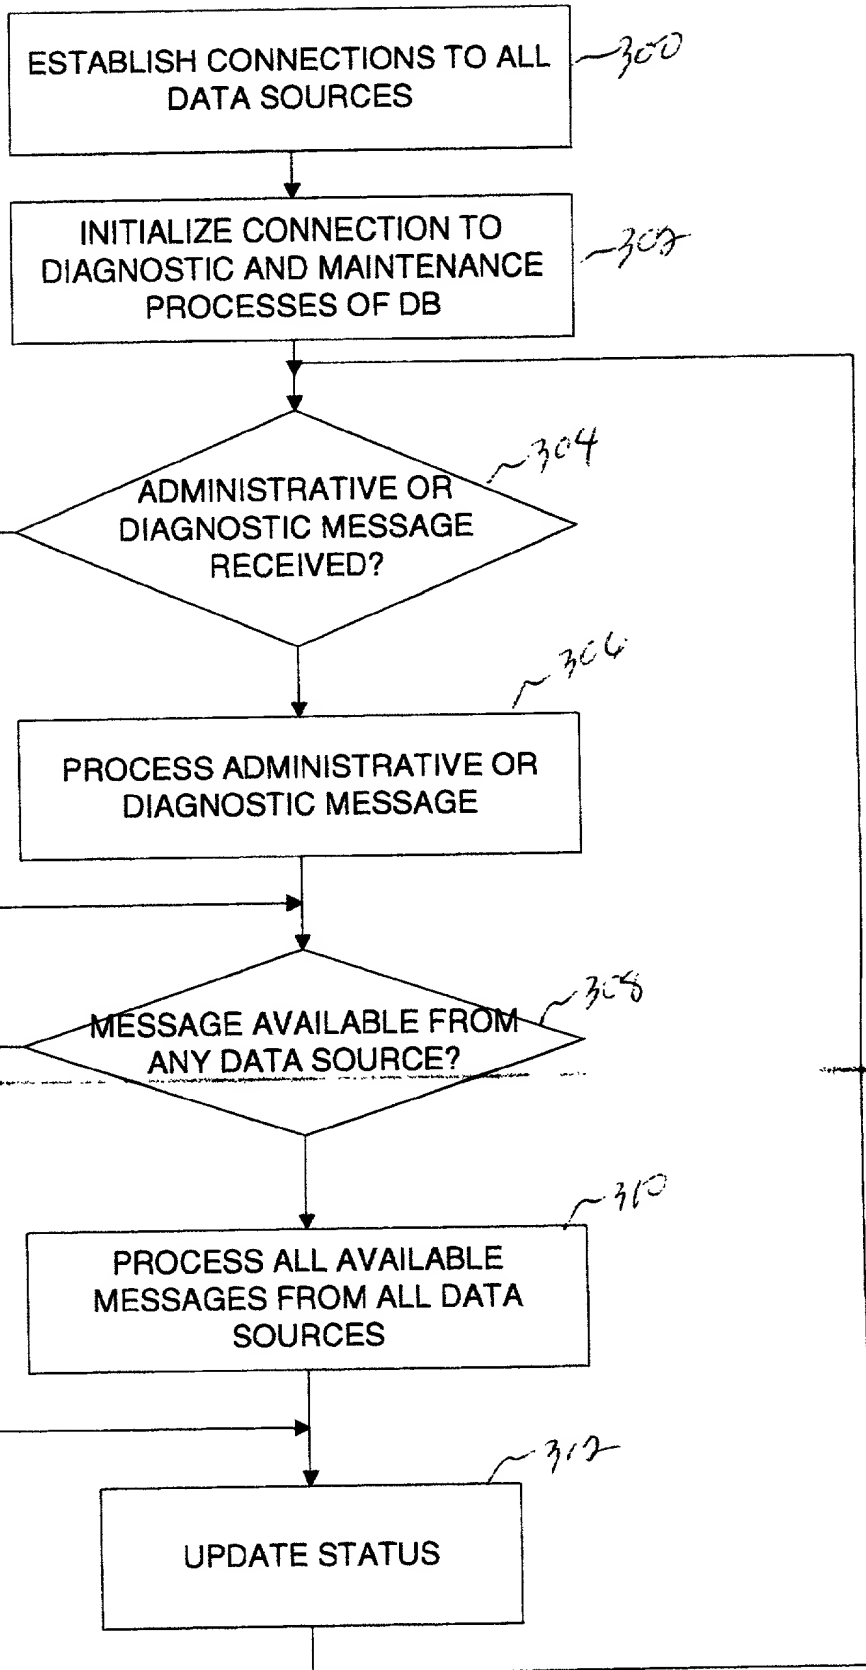 ESTABLISH CONNECTIONS TO ALL
DATA SOURCES
300
INITIALIZE CONNECTION TO
DIAGNOSTIC AND MAINTENANCE
PROCESSES OF DB
302
304
ADMINISTRATIVE OR
DIAGNOSTIC MESSAGE
RECEIVED?
306
PROCESS ADMINISTRATIVE OR
DIAGNOSTIC MESSAGE
308
MESSAGE AVAILABLE FROM
ANY DATA SOURCE?
310
PROCESS ALL AVAILABLE
MESSAGES FROM ALL DATA
SOURCES
312
UPDATE STATUS